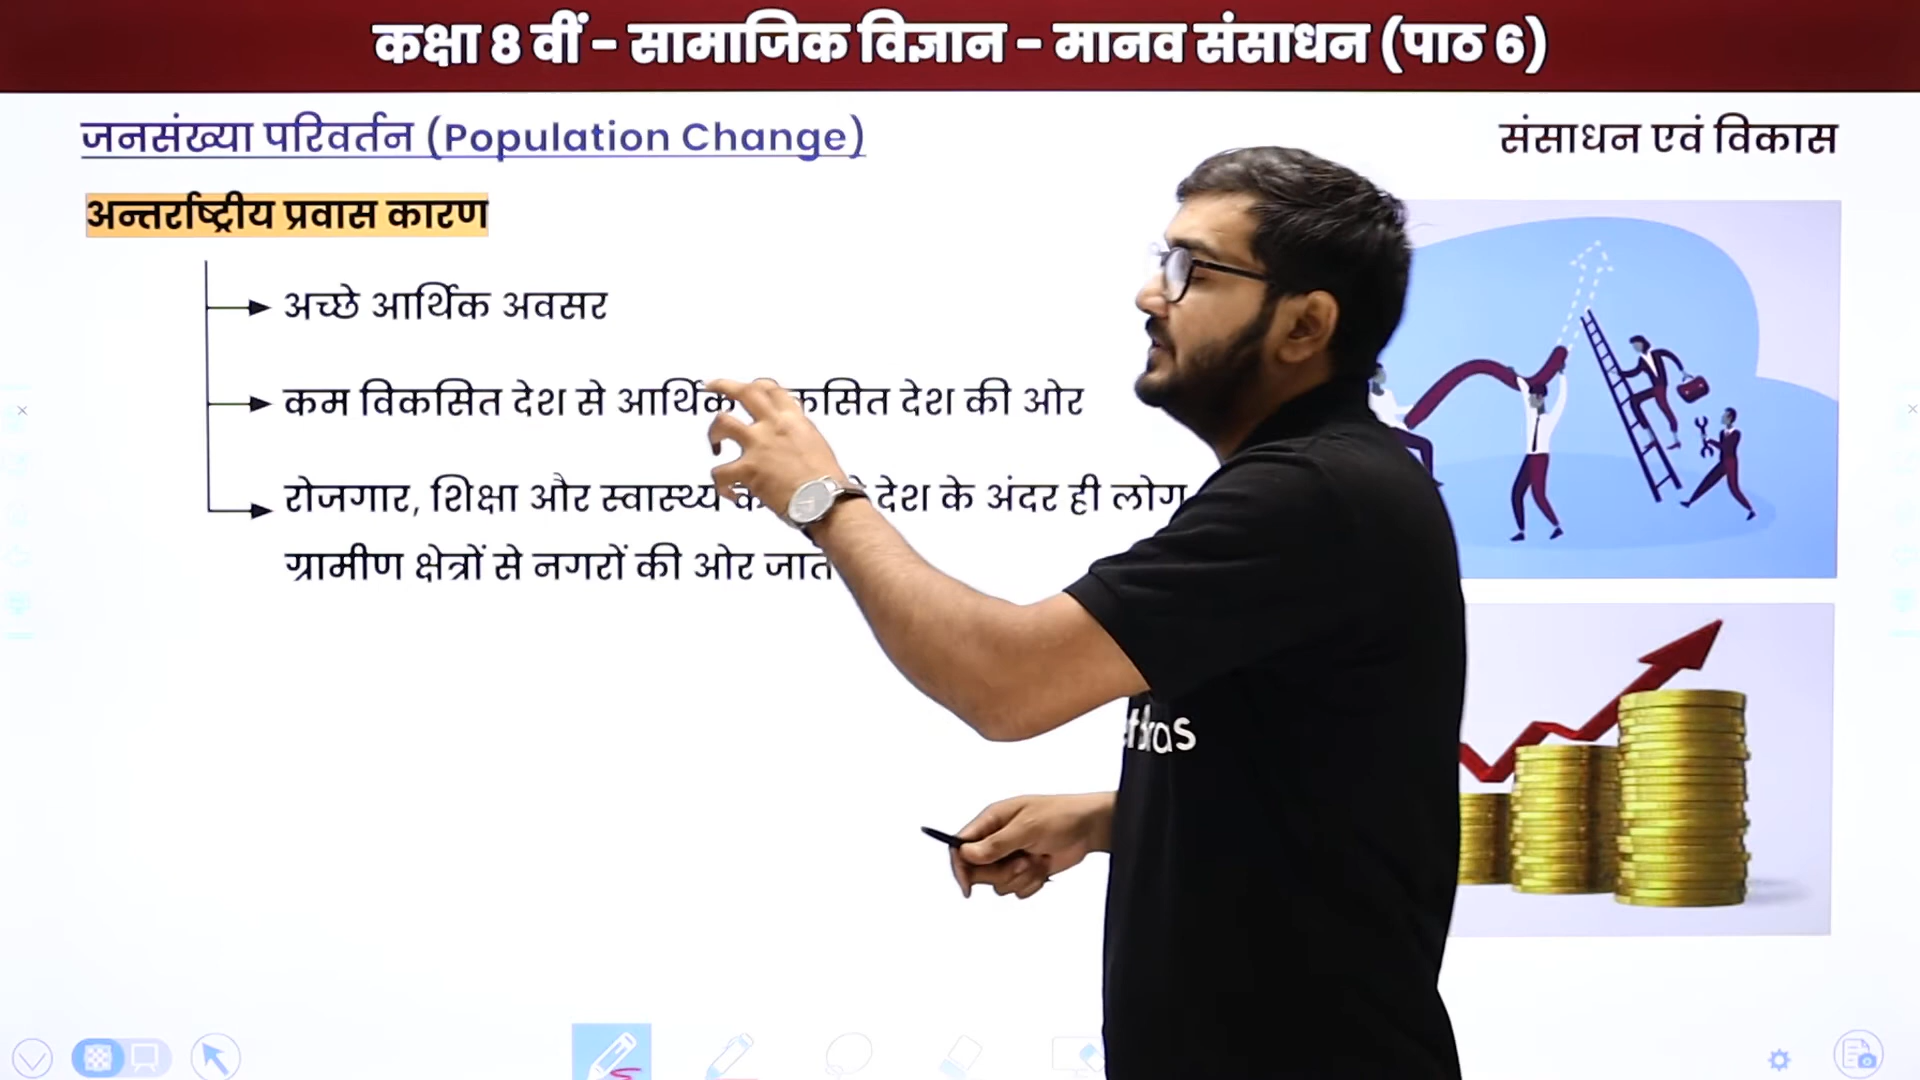 कक्षा 8 वीं - सामाजिक विज्ञान - मानव संसाधन (पाठ 6)
जनसंख्या परिवर्तन (Population Change)
संसाधन एवं विकास
अन्तर्राष्ट्रीय प्रवास कारण
अच्छे आर्थिक अवसर
कम विकसित देश से आर्थिक देश की ओर
रोजगार, शिक्षा और स्वास्थ्य देश के अंदर ही लोग
ग्रामीण क्षेत्रों से नगरों की ओर